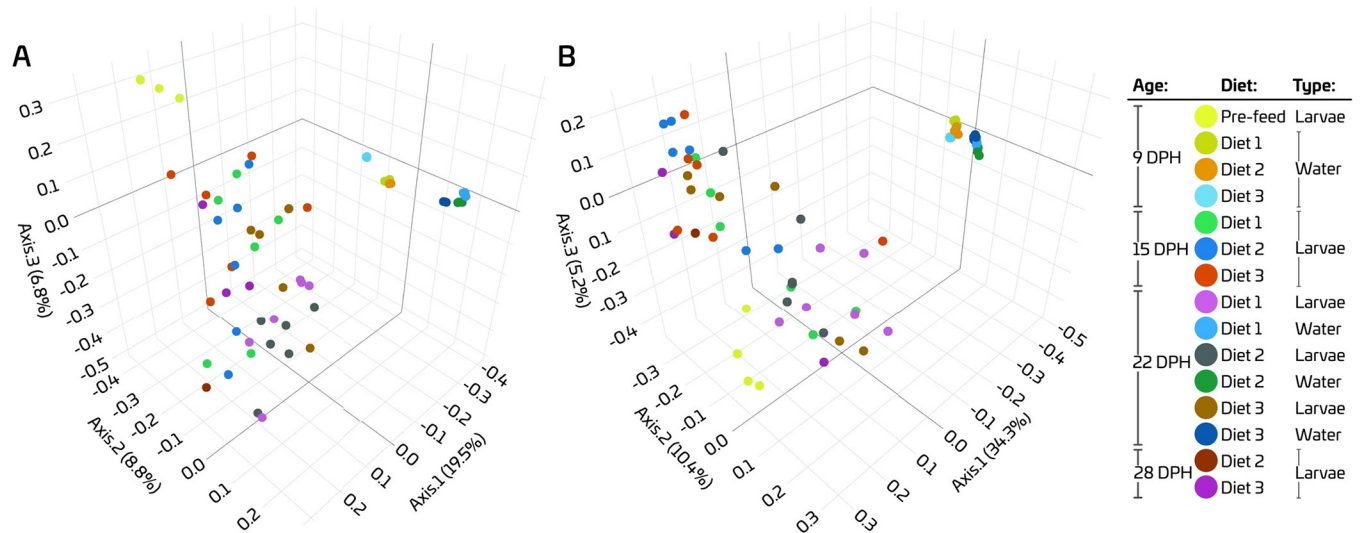 A
0.3
0.2
0.1
0.0
-0.1
-0.2
-0.3
-0.4
-0.5
Axis.3 (6.8%)
-0.4
-0.3
-0.2
-0.1
0.0
0.1
0.2
Axis.2 (8.8%)
-0.4
-0.3
-0.2
-0.1
0.0
0.1
0.2
Axis.1 (19.5%)
B
0.2
0.1
0.0
0.1
-0.2
-0.3
-0.4
Axis.3 (5.2%)
-0.3
-0.2
-0.1
0.0
0.1
0.2
0.3
Axis.2 (10.4%)
-0.5
-0.4
-0.3
-0.2
-0.1
0.0
0.1
0.2
0.3
Axis.1 (34.3%)
Age: Diet: Type:
Pre-feed Larvae
Diet 1
9 DPH Diet 2 Water
Diet 3
Diet 1
15 DPH Diet 2 Larvae
Diet 3
Diet 1 Larvae
Diet 1 Water
22 DPH Diet 2 Larvae
Diet 2 Water
Diet 3 Larvae
Diet 3 Water
28 DPH Diet 2 Larvae
Diet 3